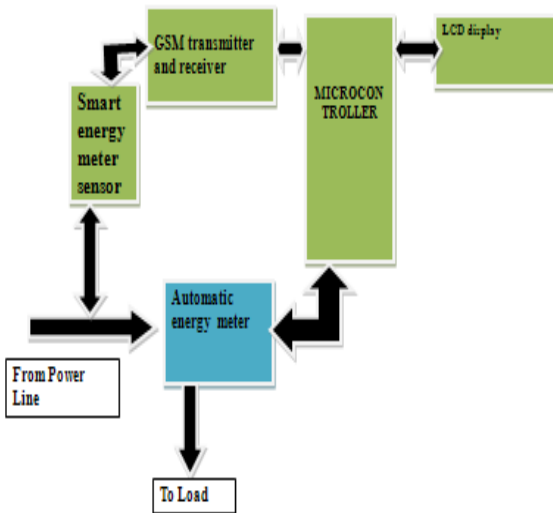 GSM transmitter
and receiver
LCD display
MICROCON
TROLLER
Smart
energy
meter
sensor
Automatic
energy meter
From Power
Line
To Load